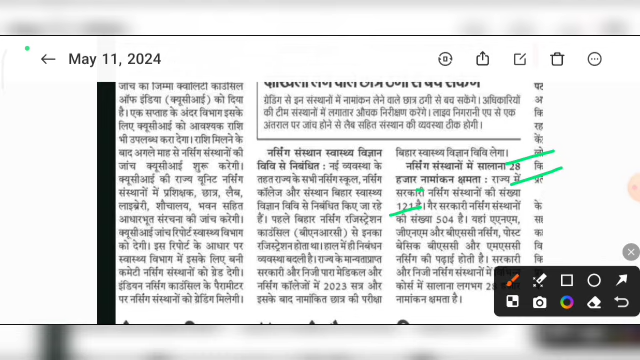 May 11, 2024
जांच का जिम्मा क्वालिटी काउंसिल
ऑफ इंडिया (क्यूसीआई) को दिया
है। एक सप्ताह के अंदर विभाग इसके
लिए क्यूसीआई को आवश्यक राशि
भी उपलब्ध करा देगा। राशि मिलने के
बाद अगले माह से नर्सिंग संस्थानों की
जांच क्यूसीआई शुरू करेगी।
क्यूसीआई की राज्य यूनिट नर्सिंग
संस्थानों में प्रशिक्षक, छात्र, लैब,
लाइब्रेरी, शौचालय, भवन सहित
आधारभूत संरचना की जांच करेगी।
क्यूसीआई जांच रिपोर्ट स्वास्थ्य विभाग
को देगी। इस रिपोर्ट के आधार पर
स्वास्थ्य विभाग में इसके लिए बनी
कमेटी नर्सिंग संस्थानों को ग्रेड देगी।
इंडियन नर्सिंग काउंसिल के पैरामीटर
पर नर्सिंग संस्थानों को ग्रेडिंग मिलेगी।
दाखिला लेने वाले छात्र ठगी से बच सकेंगे
ग्रेडिंग से इन संस्थानों में नामांकन लेने वाले छात्र ठगी से बच सकेंगे। अधिकारियों
की टीम संस्थानों में लगातार औचक निरीक्षण करेंगे। लाइव निगरानी एप से एक
अंतराल पर जांच होने से लैब सहित संस्थान की व्यवस्था ठीक होगी।
नर्सिंग संस्थान स्वास्थ्य विज्ञान
विवि से निबंधित : नई व्यवस्था के
तहत राज्य के सभी नर्सिंग स्कूल, नर्सिंग
कॉलेज और संस्थान बिहार स्वास्थ्य
विज्ञान विवि से निबंधित किए जा रहे
हैं। पहले बिहार नर्सिंग रजिस्ट्रेशन
काउंसिल (बीएनआरसी) से इनका
रजिस्ट्रेशन होता था। हाल में ही निबंधन
व्यवस्था बदली है। राज्य के मान्यताप्राप्त
सरकारी और निजी पारा मेडिकल और
नर्सिंग कॉलेजों में 2023 सत्र और
इसके बाद नामांकित छात्र की परीक्षा
बिहार स्वास्थ्य विज्ञान विवि लेगा।
नर्सिंग संस्थानों में सालाना 28
हजार नामांकन क्षमता : राज्य में
सरकारी नर्सिंग संस्थानों की संख्या
121 है। गैर सरकारी नर्सिंग संस्थानों
की संख्या 504 है। यहां एएनएम,
जीएनएम और बीएससी नर्सिंग, पोस्ट
बेसिक बीएससी और एमएससी
नर्सिंग की पढ़ाई होती है। सरकारी
और निजी नर्सिंग संस्थानों में
कोर्स में सालाना लगभग 28
नामांकन क्षमता है।